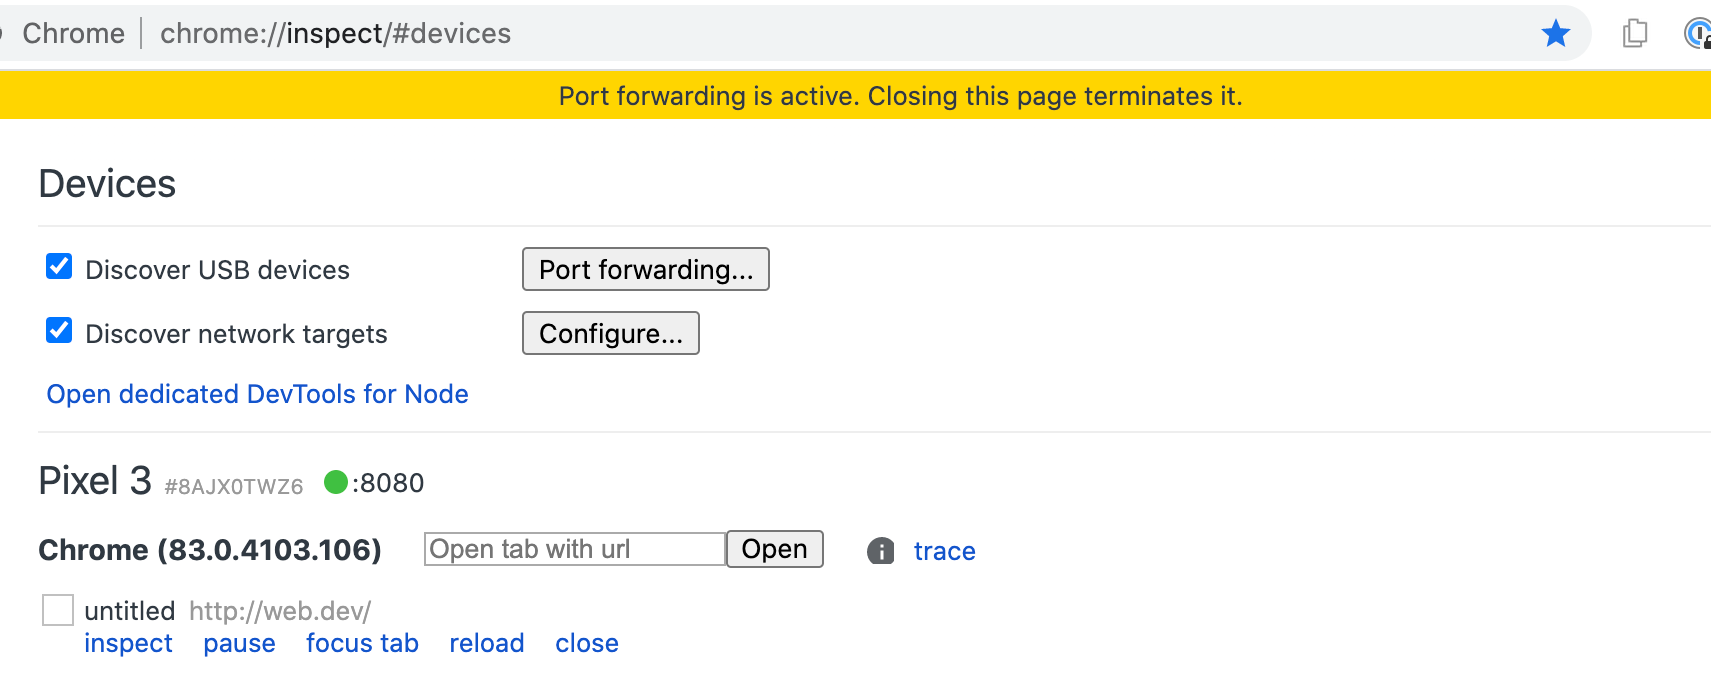 Chrome chrome://inspect/#devices
Port forwarding is active. Closing this page terminates it.
Devices
Discover USB devices Port forwarding...
Discover network targets Configure...
Open dedicated DevTools for Node
Pixel 3 #8AJX0TWZ6 :8080
Chrome (83.0.4103.106) Open tab with url Open trace
untitled http://web.dev/
inspect pause focus tab reload close